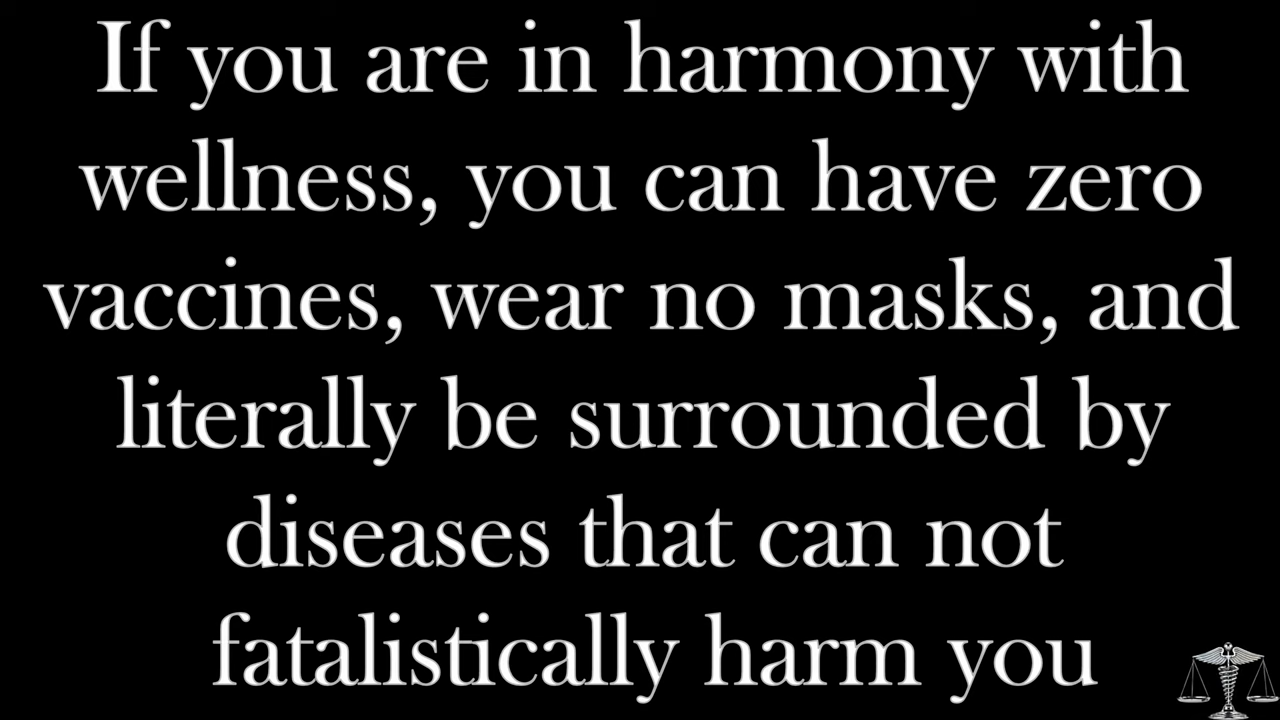 If you are in harmony with
wellness, you can have zero
vaccines, wear no masks, and
literally be surrounded by
diseases that can not
fatalistically harm you